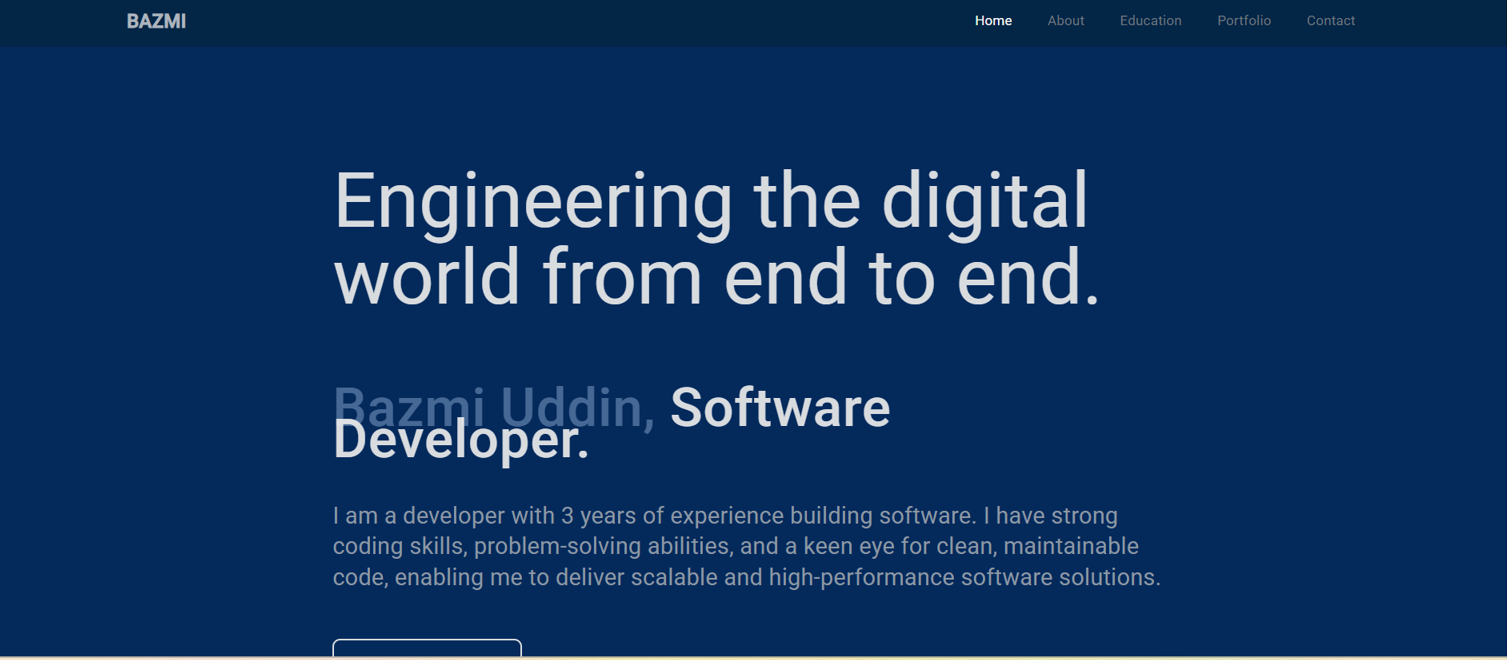 BAZMI
Home About Education Portfolio Contact
Engineering the digital
world from end to end.
Bazmi Uddin, Software
Developer.
I am a developer with 3 years of experience building software. I have strong
coding skills, problem-solving abilities, and a keen eye for clean, maintainable
code, enabling me to deliver scalable and high-performance software solutions.